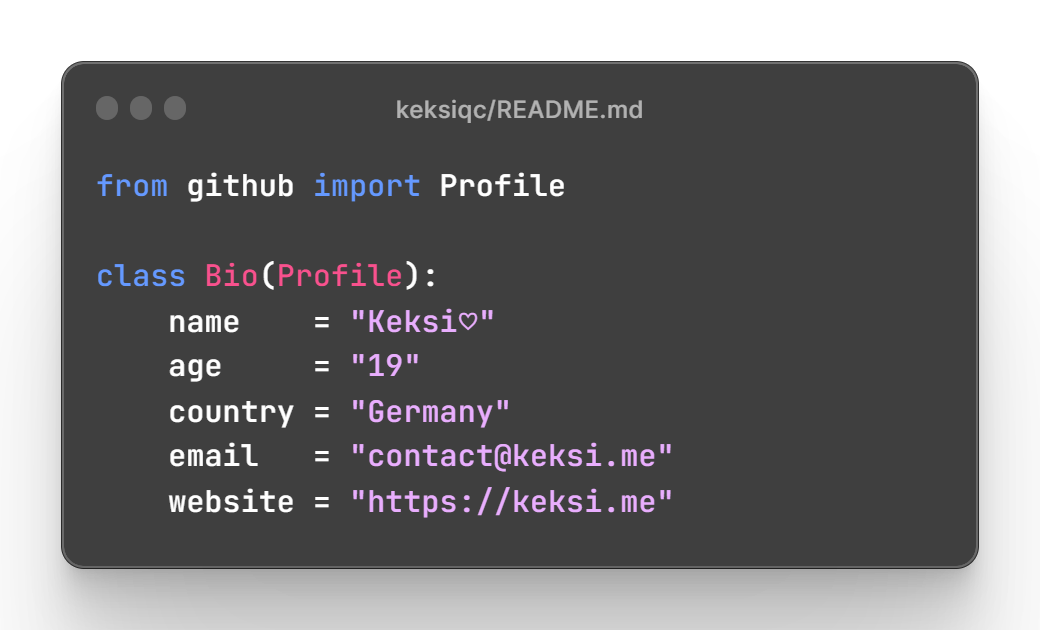 keksiqc/README.md
from github import Profile
class Bio(Profile):
    name    = "Keksi♡"
    age     = "19"
    country = "Germany"
    email   = "contact@keksi.me"
    website = "https://keksi.me"